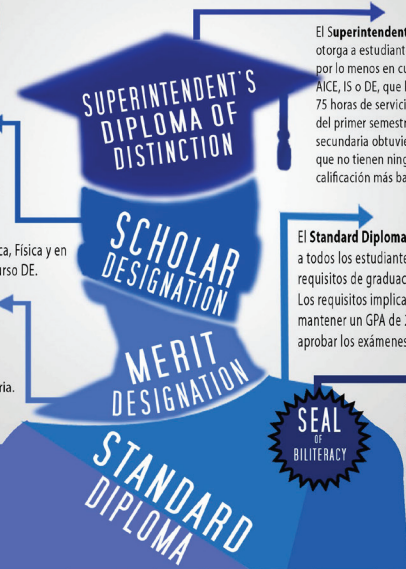 El Superintendent
otorga a estudiant
por lo menos en cu
AICE, IS o DE, que
75 horas de servici
del primer semestr
secundaria obtuvie
que no tienen ning
calificación más ba
SUPERINTENDENT'S
DIPLOMA OF
DISTINCTION
ca, Física y en
urso DE.
SCHOLAR
DESIGNATION
El Standard Diploma
a todos los estudiante
requisitos de graduac
Los requisitos implica
mantener un GPA de
aprobar los exámenes
MERIT
DESIGNATION
ria.
SEAL
OF
BILITERACY
STANDARD
DIPLOMA